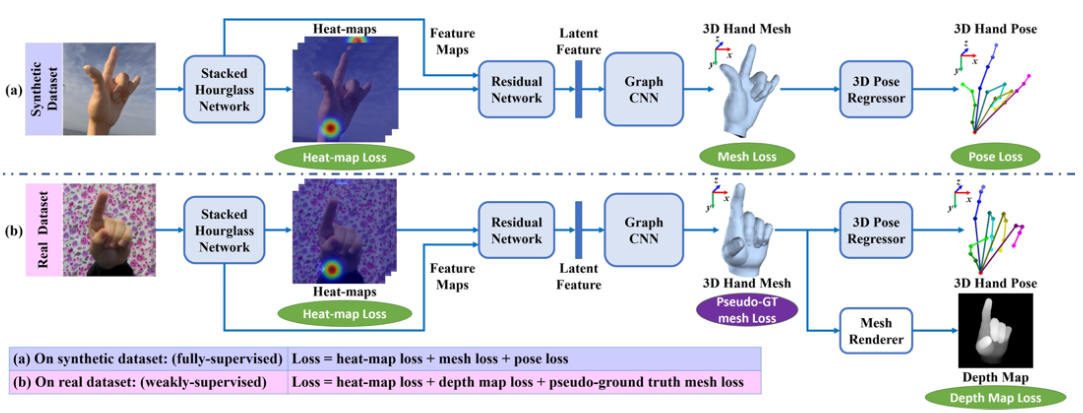 (a)
Synthetic
Dataset
Stacked
Hourglass
Network
Heat-maps
Heat-map Loss
Feature
Maps
Residual
Network
Latent
Feature
Graph
CNN
3D Hand Mesh
z
x
y
Mesh Loss
3D Pose
Regressor
3D Hand Pose
z
x
y
Pose Loss
(b)
Real Dataset
Stacked
Hourglass
Network
Heat-maps
Heat-map Loss
Feature
Maps
Residual
Network
Latent
Feature
Graph
CNN
z
x
y
3D Hand Mesh
Pseudo-GT
mesh Loss
3D Pose
Regressor
z
x
y
3D Hand Pose
Mesh
Renderer
Depth Map
Depth Map Loss
(a) On synthetic dataset: (fully-supervised) Loss = heat-map loss + mesh loss + pose loss
(b) On real dataset: (weakly-supervised) Loss = heat-map loss + depth map loss + pseudo-ground truth mesh loss